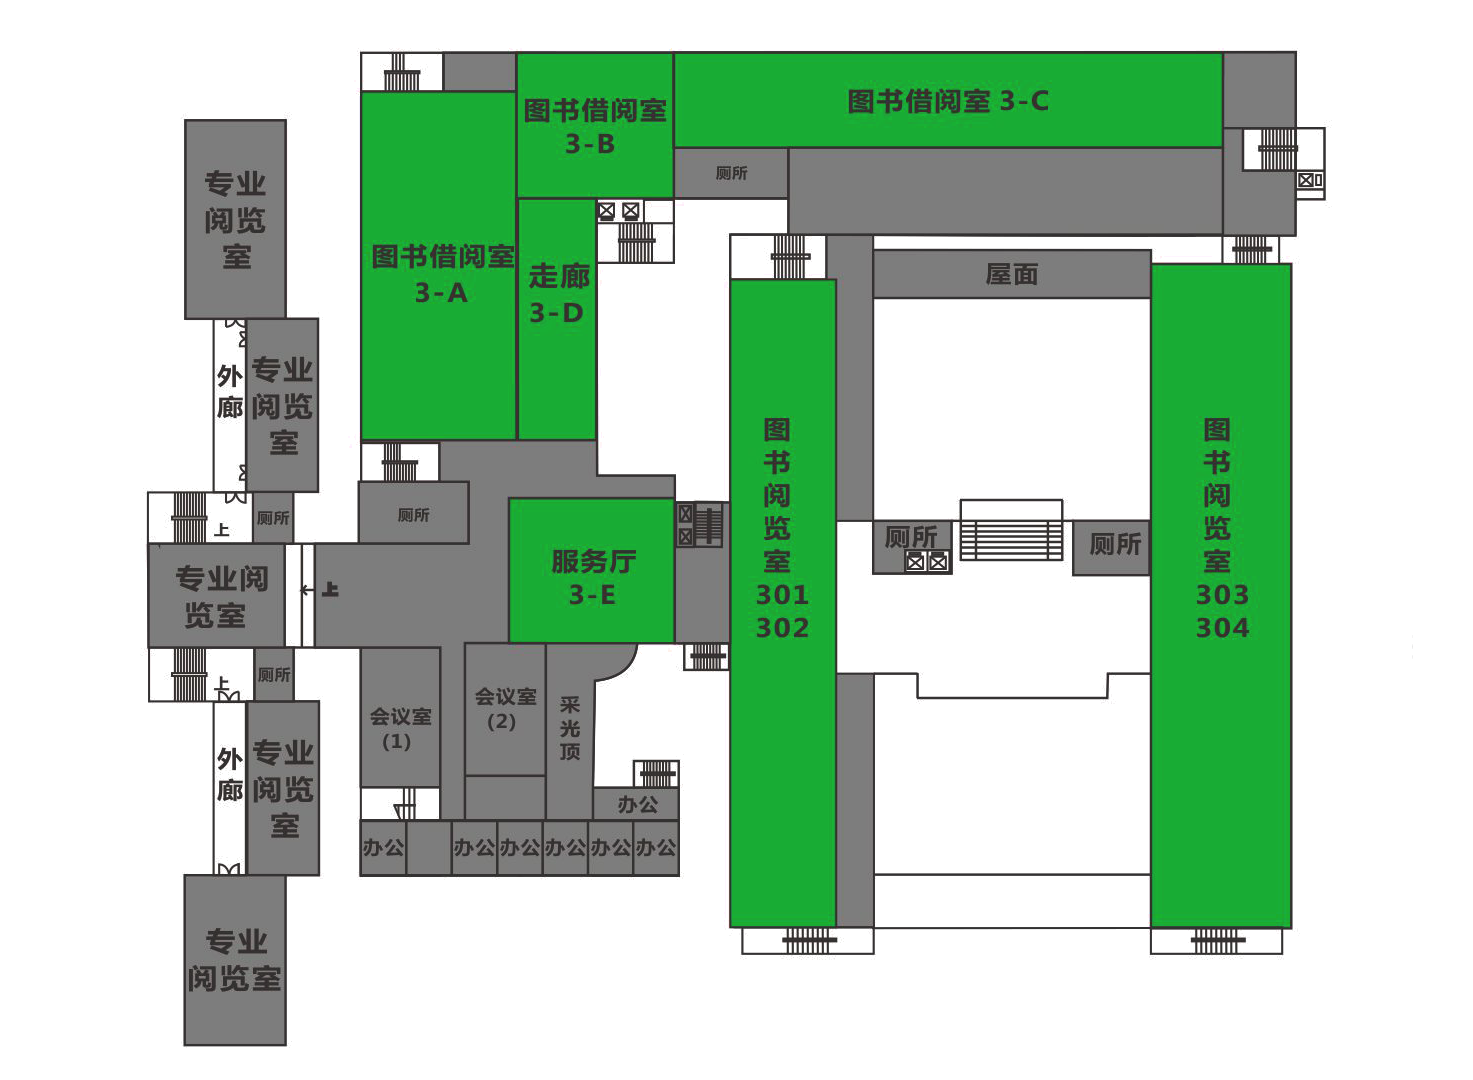 图书借阅室 3-C
图书借阅室
3-B
厕所
专业
阅览
室
图书借阅室
3-A
走廊
3-D
屋面
外
廊
专业
阅览
室
图
书
阅
览
室
301
302
图
书
阅
览
室
303
304
上
厕所
厕所
厕所
厕所
服务厅
3-E
专业阅
览室
上
上
厕所
会议室
(1)
会议室
(2)
采
光
顶
外
廊
专业
阅览
室
办公
办公
办公
办公
办公
办公
办公
专业
阅览室